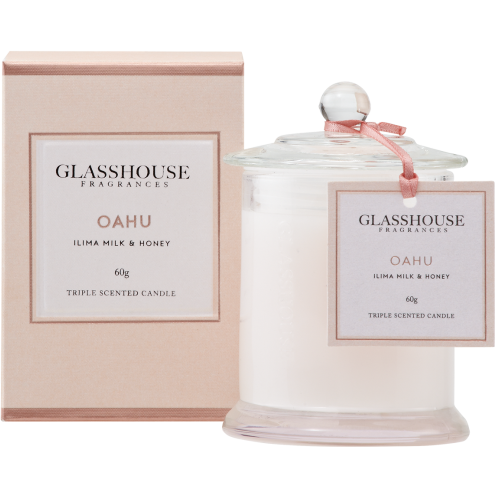 GLASSHOUSE
FRAGRANCES
OAHU
ILIMA MILK & HONEY
60g
TRIPLE SCENTED CANDLE
GLASSHOUSE
FRAGRANCES
OAHU
ILIMA MILK & HONEY
60g
TRIPLE SCENTED CANDLE